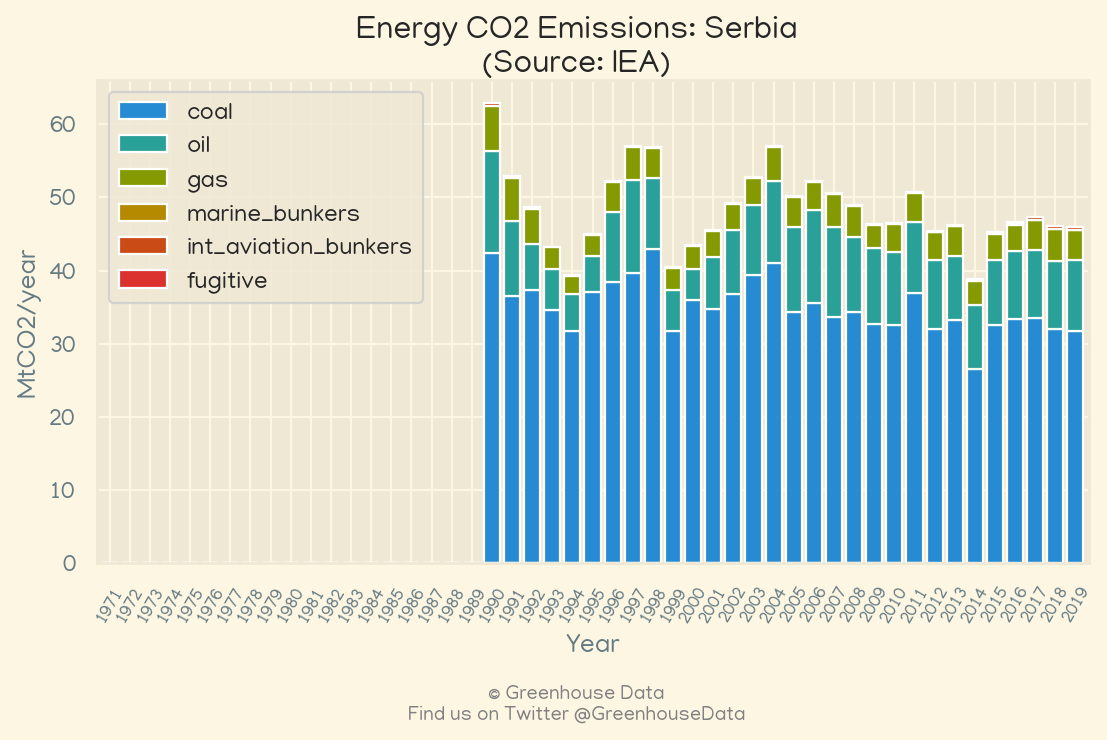 Energy CO2 Emissions: Serbia
(Source: IEA)
coal
oil
gas
marine_bunkers
int_aviation_bunkers
fugitive
MtCO2/year
60
50
40
30
20
10
0
1971 1972 1973 1974 1975 1976 1977 1978 1979 1980 1981 1982 1983 1984 1985 1986 1987 1988 1989 1990 1991 1992 1993 1994 1995 1996 1997 1998 1999 2000 2001 2002 2003 2004 2005 2006 2007 2008 2009 2010 2011 2012 2013 2014 2015 2016 2017 2018 2019
Year
© Greenhouse Data
Find us on Twitter @GreenhouseData